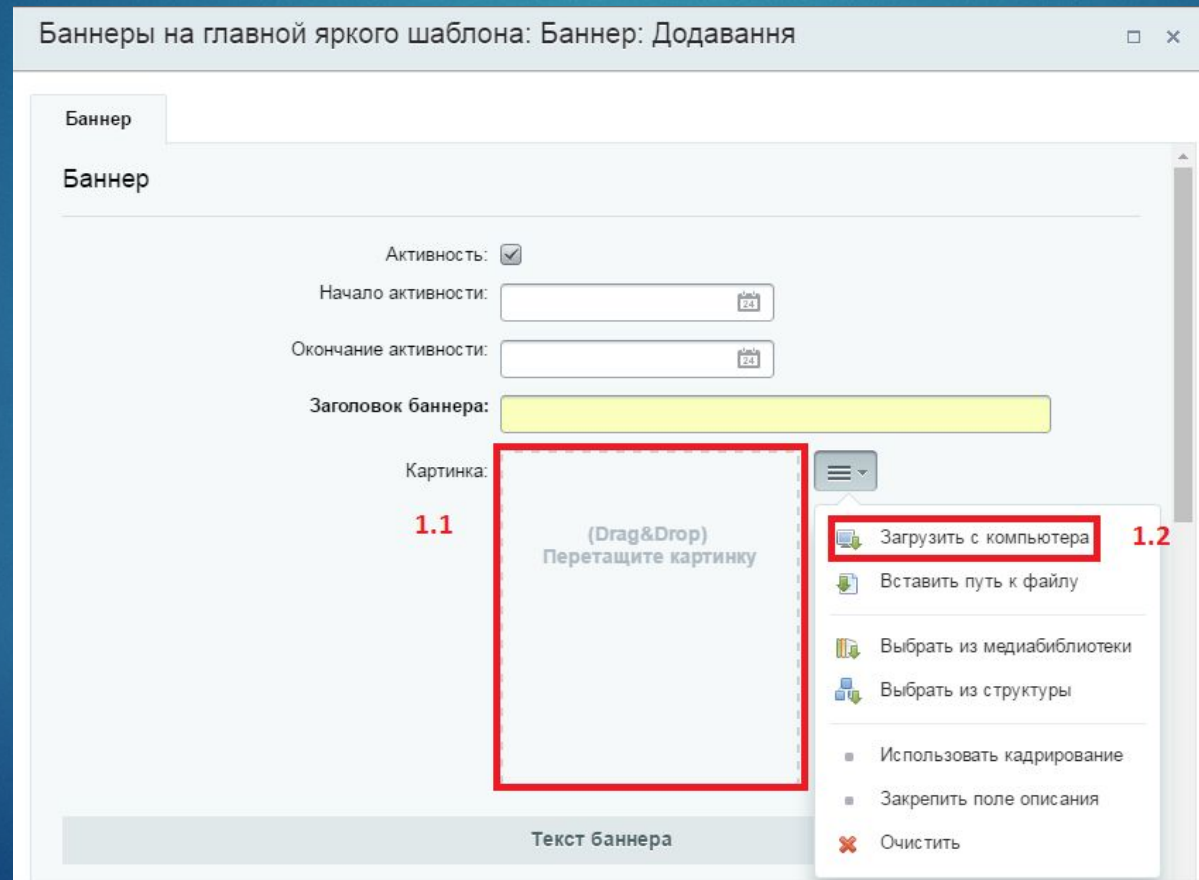 Баннеры на главной яркого шаблона: Баннер: Додавання
Баннер
Баннер
Активность:
Начало активности:
24
Окончание активности:
24
Заголовок баннера:
Картинка:
1.1
(Drag&Drop)
Перетащите картинку
Загрузить с компьютера
1.2
Вставить путь к файлу
Выбрать из медиабиблиотеки
Выбрать из структуры
Использовать кадрирование
Закрепить поле описания
Очистить
Текст баннера